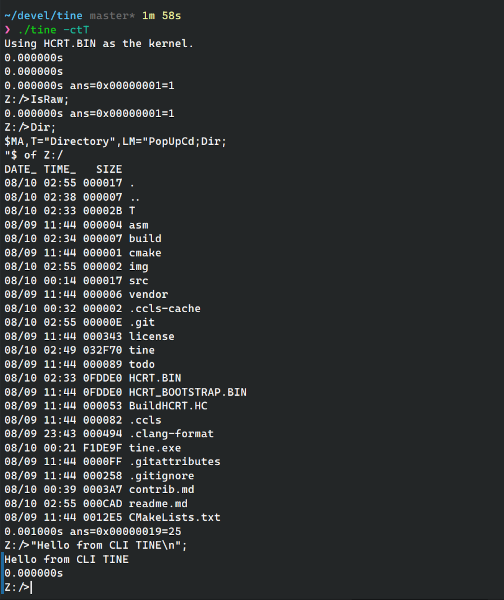 ~/devel/tine master* 1m 58s
❯ ./tine -ctT
Using HCRT.BIN as the kernel.
0.000000s
0.000000s
0.000000s ans=0x00000001=1
Z:/>IsRaw;
0.000000s ans=0x00000001=1
Z:/>Dir;
$MA,T="Directory",LM="PopUpCd;Dir;
"$ of Z:/
DATE_ TIME_   SIZE
08/10 02:55 000017 .
08/10 02:38 000007 ..
08/10 02:33 00002B T
08/09 11:44 000004 asm
08/10 02:34 000007 build
08/09 11:44 000001 cmake
08/10 02:55 000002 img
08/10 00:14 000017 src
08/09 11:44 000006 vendor
08/10 00:32 000002 .ccls-cache
08/10 02:55 00000E .git
08/09 11:44 000343 license
08/10 02:49 032F70 tine
08/09 11:44 000089 todo
08/10 02:33 0FDDE0 HCRT.BIN
08/09 11:44 0FDDE0 HCRT_BOOTSTRAP.BIN
08/09 11:44 000053 BuildHCRT.HC
08/09 11:44 000082 .ccls
08/09 23:43 000494 .clang-format
08/10 00:21 F1DE9F tine.exe
08/09 11:44 0000FF .gitattributes
08/09 11:44 000258 .gitignore
08/10 00:39 0003A7 contrib.md
08/10 02:55 000CAD readme.md
08/09 11:44 0012E5 CMakeLists.txt
0.001000s ans=0x00000019=25
Z:/>"Hello from CLI TINE\n";
Hello from CLI TINE
0.000000s
Z:/>